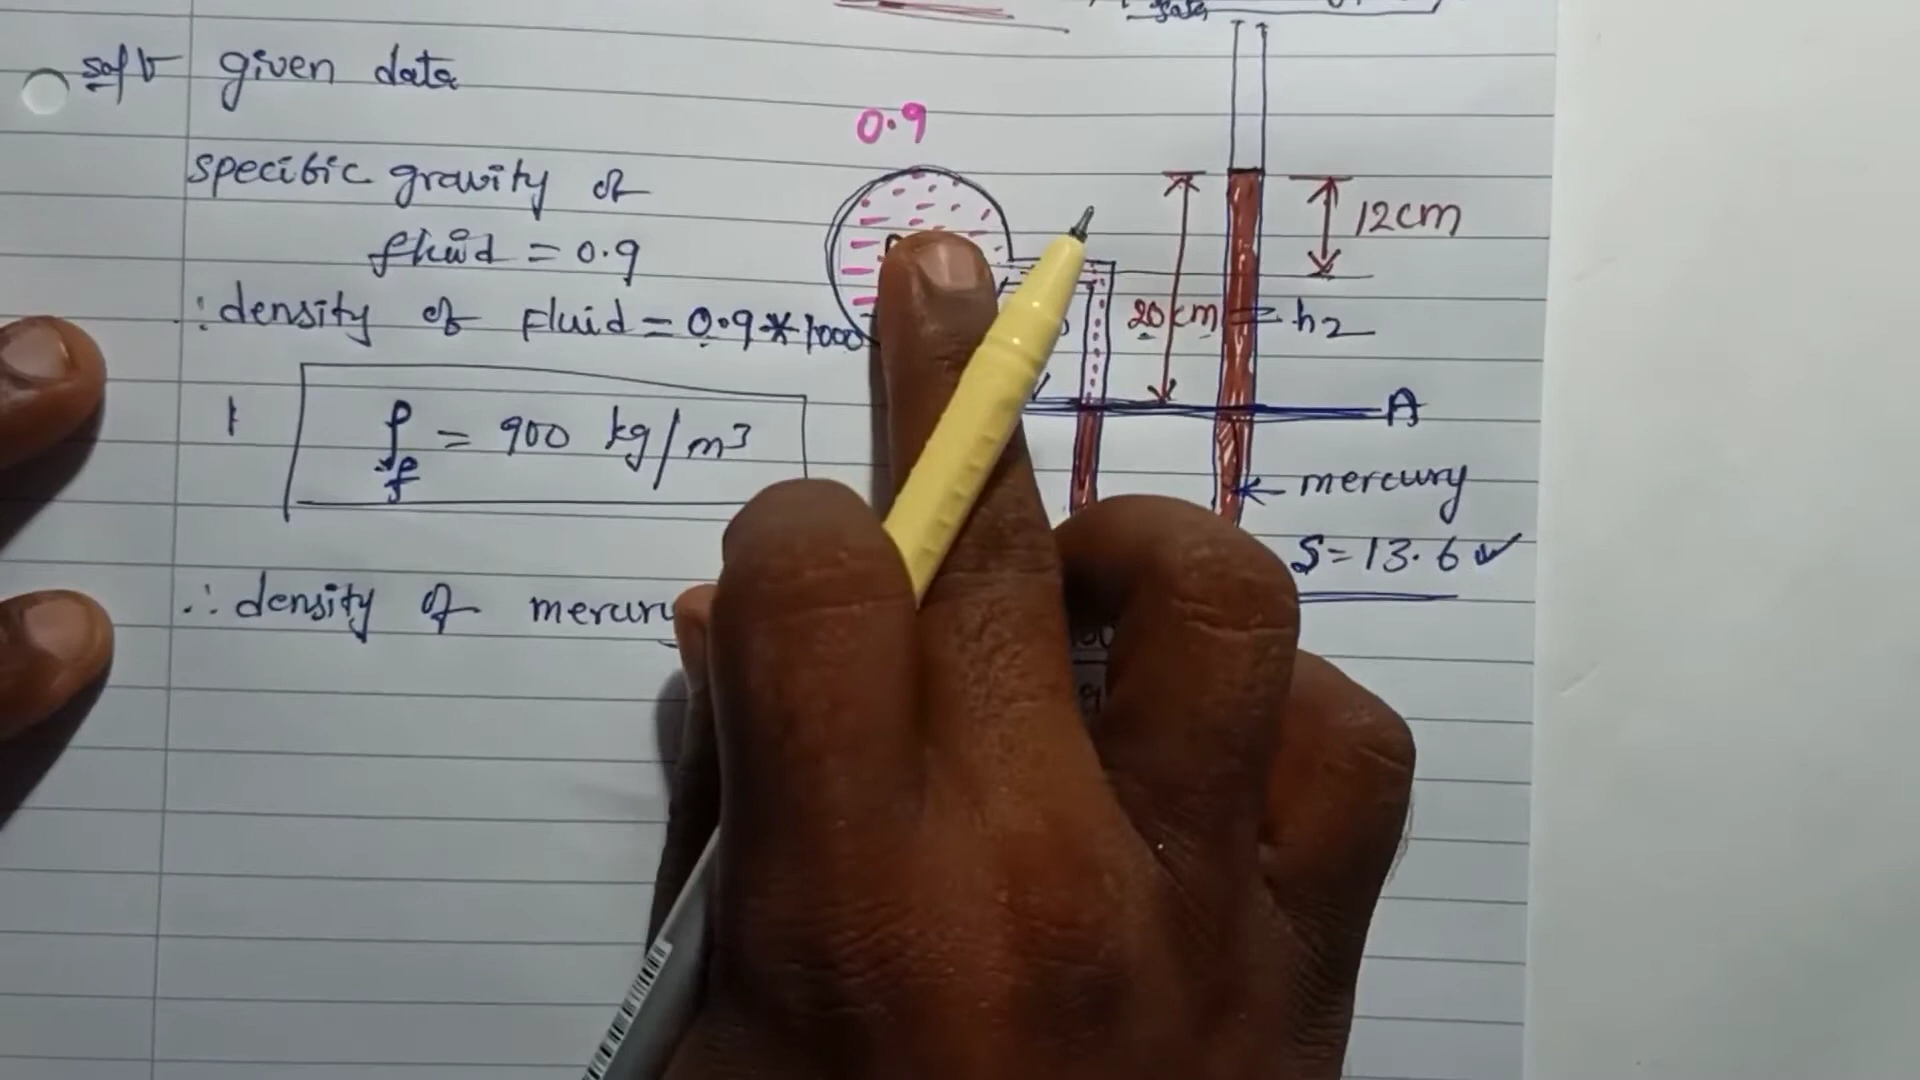 given data
0.9
specific gravity of
fluid = 0.9
12cm
∴ density of fluid = 0.9*1000
20cm
h2
ρf = 900 kg/m3
A
mercury
S=13.6
∴ density of mercury